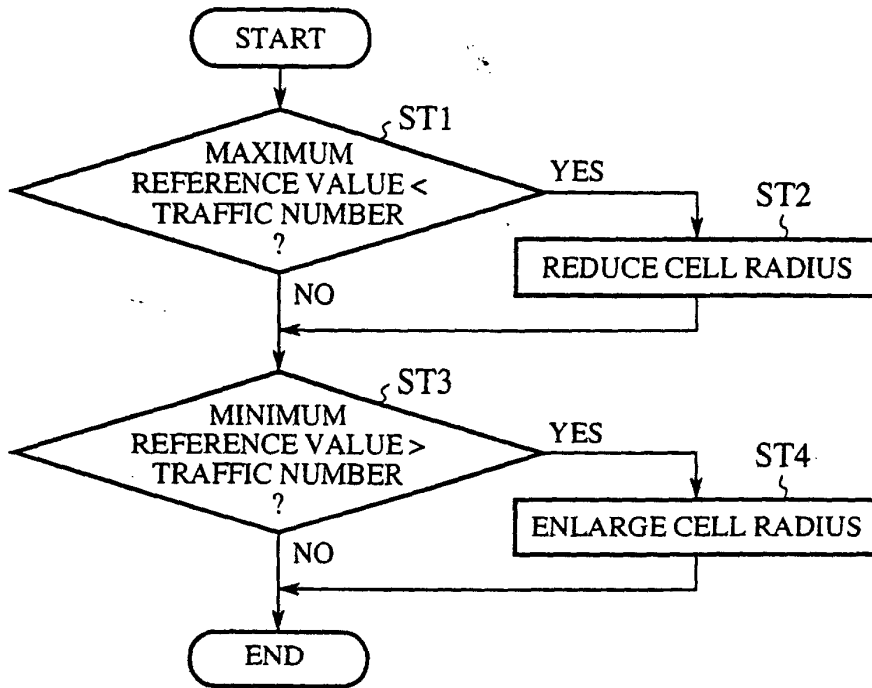 START
ST1
MAXIMUM
REFERENCE VALUE <
TRAFFIC NUMBER
?
YES
ST2
REDUCE CELL RADIUS
NO
ST3
MINIMUM
REFERENCE VALUE >
TRAFFIC NUMBER
?
YES
ST4
ENLARGE CELL RADIUS
NO
END